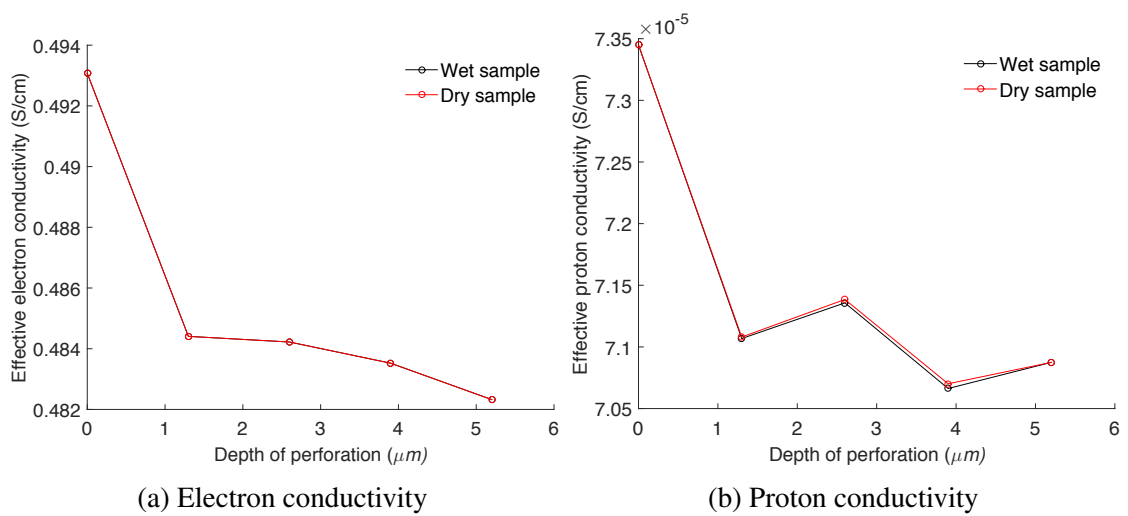 0.494
0.492
0.49
0.488
0.486
0.484
0.482
Effective electron conductivity (S/cm)
Wet sample
Dry sample
0 1 2 3 4 5 6
Depth of perforation (μm)
(a) Electron conductivity
×10⁻⁵
7.35
7.3
7.25
7.2
7.15
7.1
7.05
Effective proton conductivity (S/cm)
Wet sample
Dry sample
0 1 2 3 4 5 6
Depth of perforation (μm)
(b) Proton conductivity